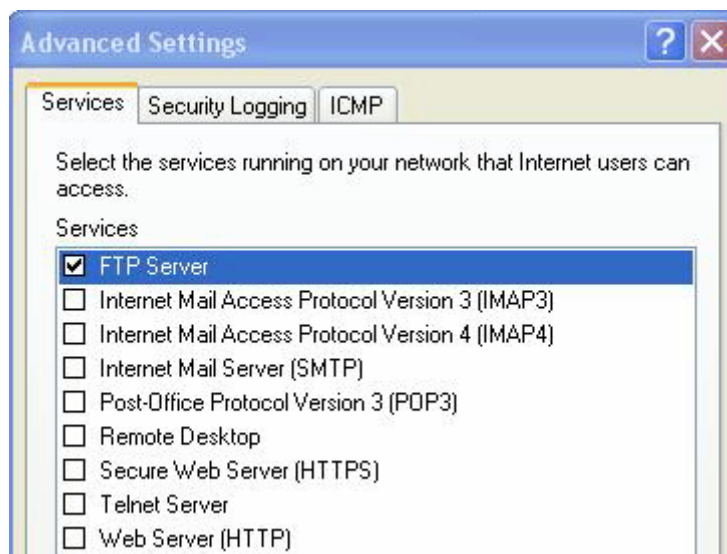 Advanced Settings
Services Security Logging ICMP
Select the services running on your network that Internet users can
access.
Services
FTP Server
Internet Mail Access Protocol Version 3 (IMAP3)
Internet Mail Access Protocol Version 4 (IMAP4)
Internet Mail Server (SMTP)
Post-Office Protocol Version 3 (POP3)
Remote Desktop
Secure Web Server (HTTPS)
Telnet Server
Web Server (HTTP)